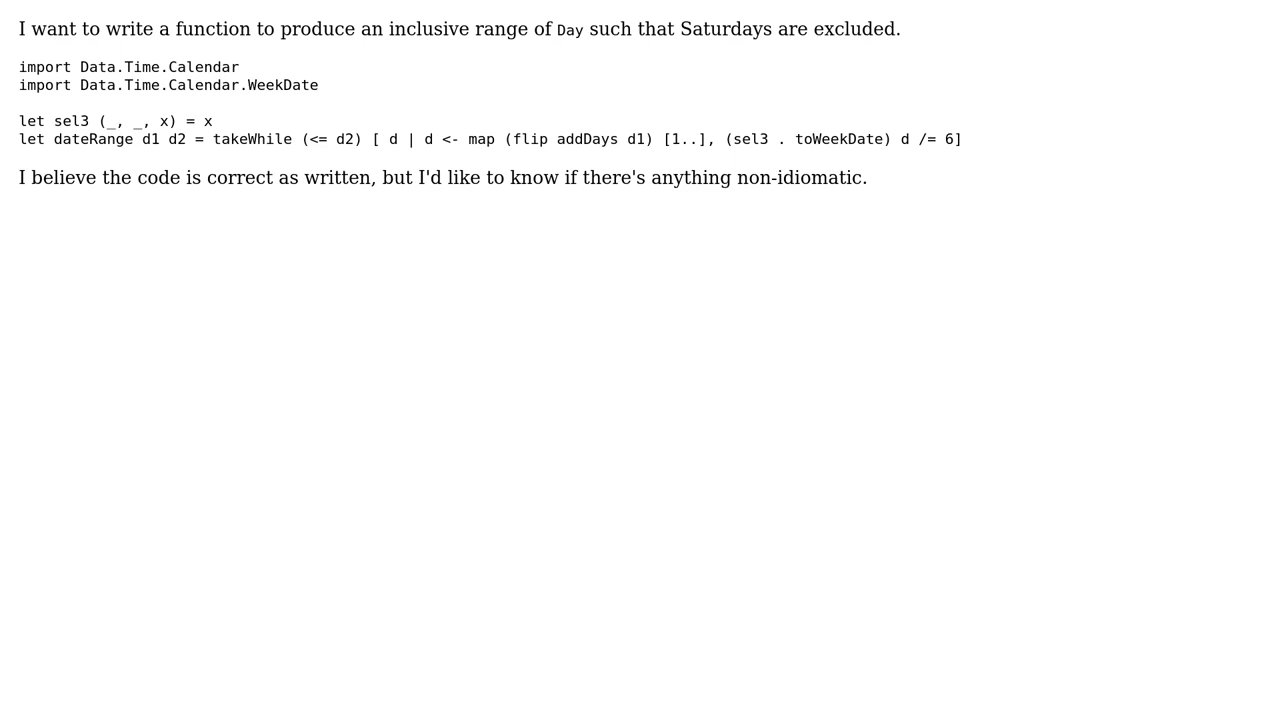 I want to write a function to produce an inclusive range of Day such that Saturdays are excluded.
import Data.Time.Calendar
import Data.Time.Calendar.WeekDate
let sel3 (_, _, x) = x
let dateRange d1 d2 = takeWhile (<= d2) [ d | d <- map (flip addDays d1) [1..], (sel3 . toWeekDate) d /= 6]
I believe the code is correct as written, but I'd like to know if there's anything non-idiomatic.